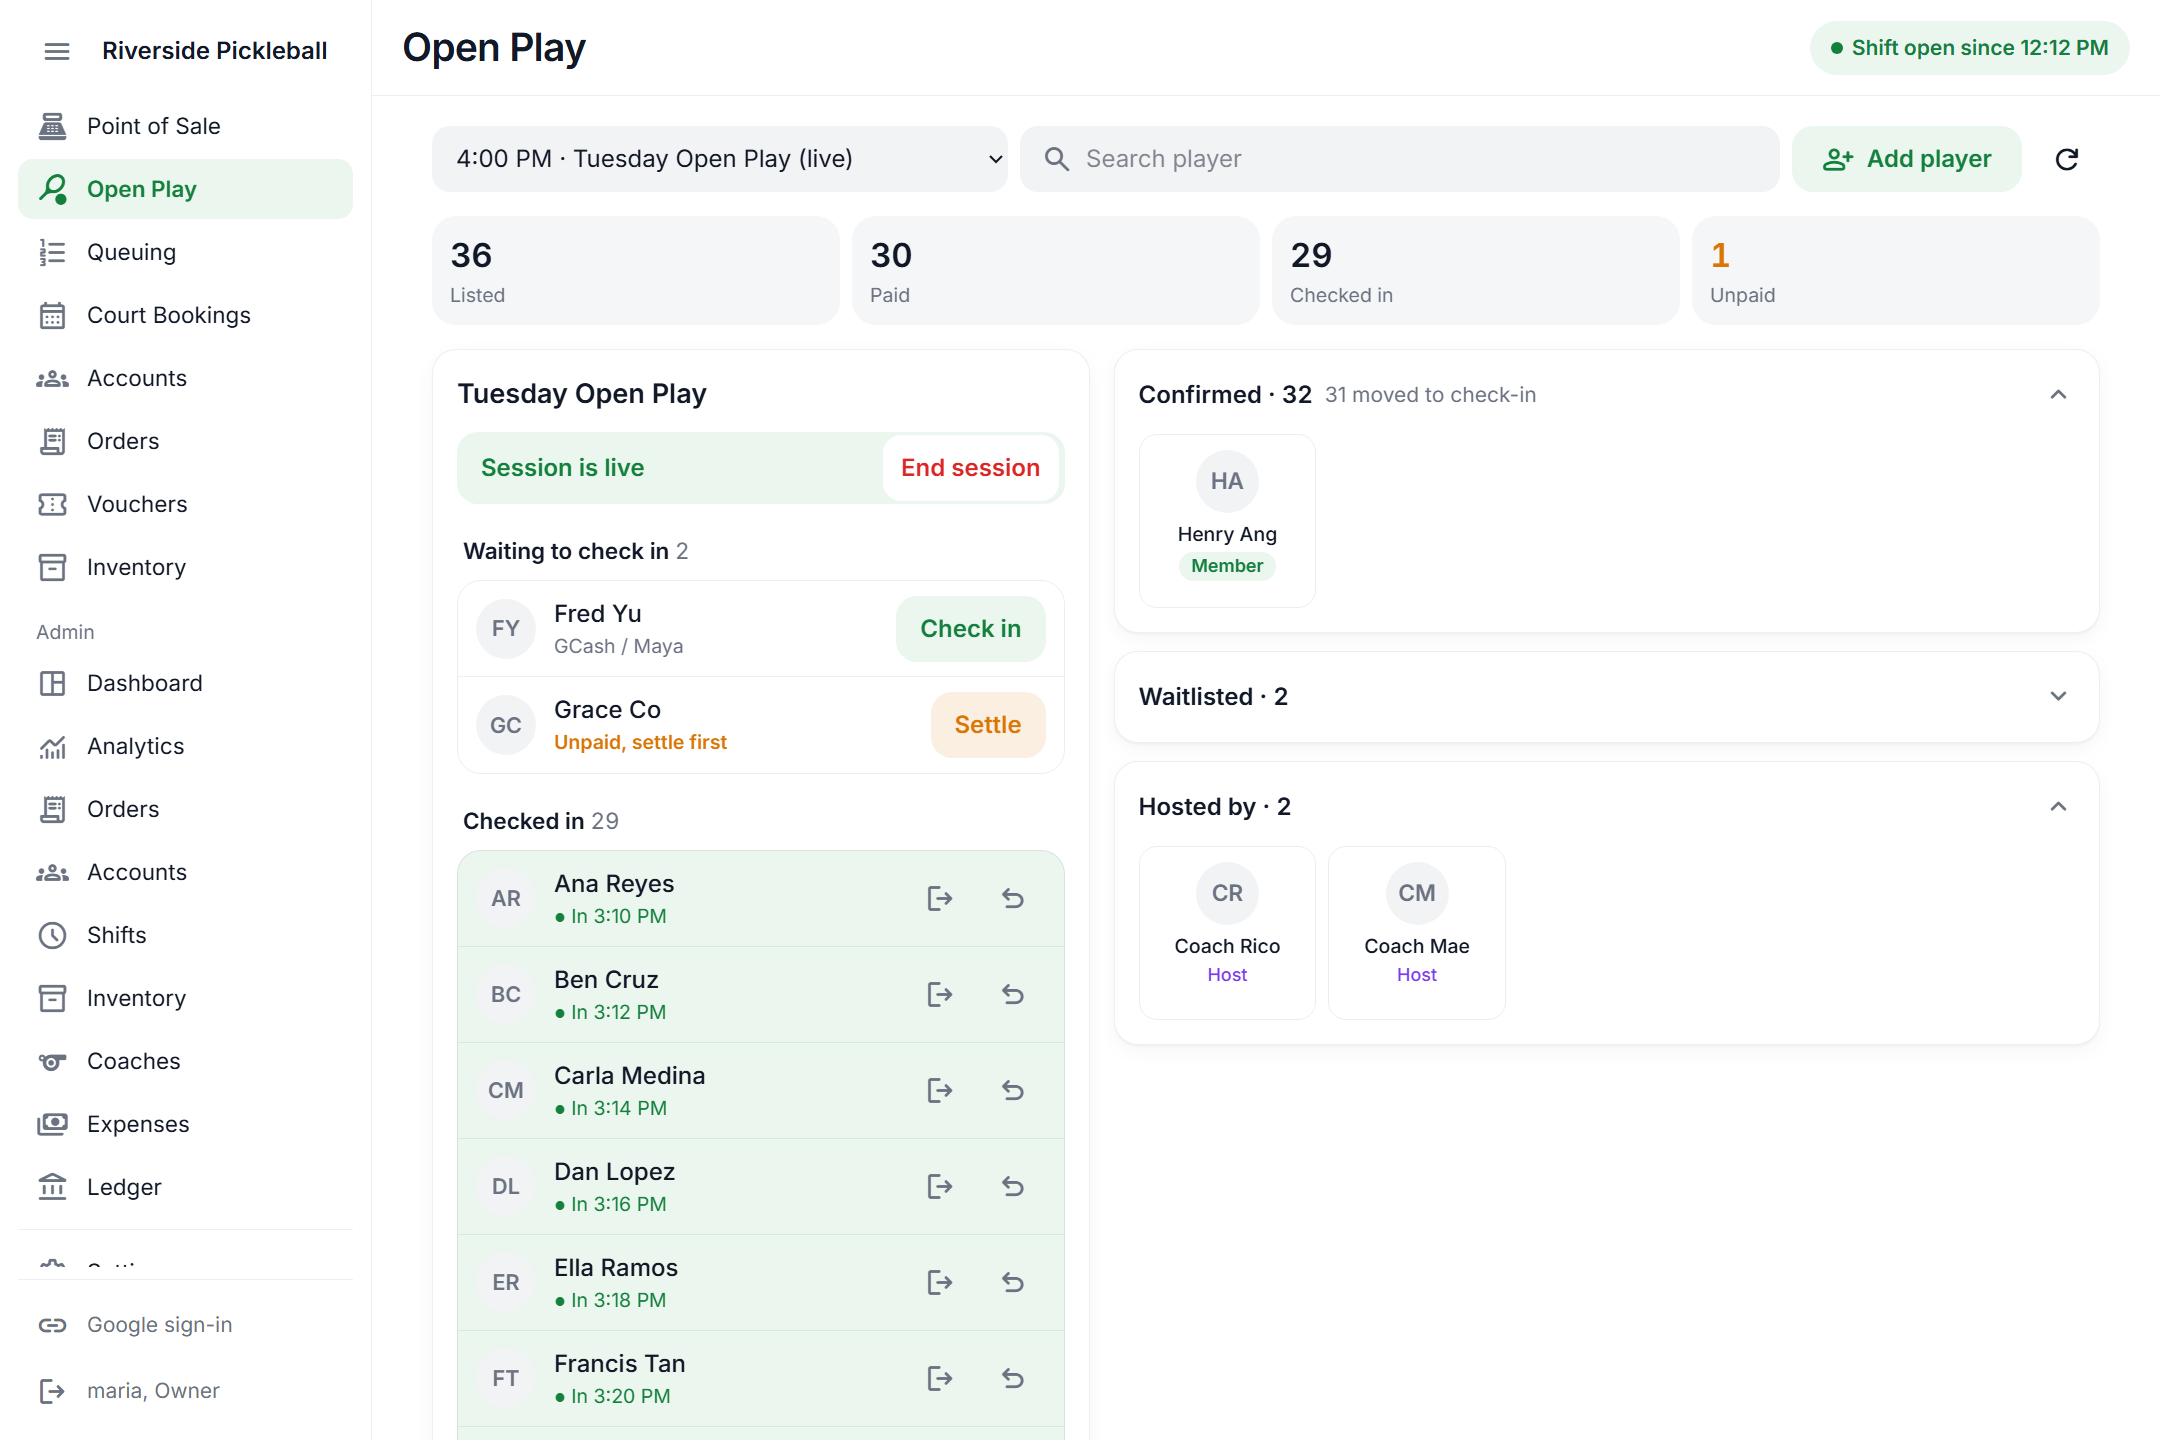 Riverside Pickleball
Point of Sale
Open Play
Queuing
Court Bookings
Accounts
Orders
Vouchers
Inventory
Admin
Dashboard
Analytics
Orders
Accounts
Shifts
Inventory
Coaches
Expenses
Ledger
Google sign-in
maria, Owner
Open Play
Shift open since 12:12 PM
4:00 PM · Tuesday Open Play (live)
Search player
Add player
36
Listed
30
Paid
29
Checked in
1
Unpaid
Tuesday Open Play
Session is live
End session
Waiting to check in 2
FY
Fred Yu
GCash / Maya
Check in
GC
Grace Co
Unpaid, settle first
Settle
Checked in 29
AR
Ana Reyes
In 3:10 PM
BC
Ben Cruz
In 3:12 PM
CM
Carla Medina
In 3:14 PM
DL
Dan Lopez
In 3:16 PM
ER
Ella Ramos
In 3:18 PM
FT
Francis Tan
In 3:20 PM
Confirmed · 32 31 moved to check-in
HA
Henry Ang
Member
Waitlisted · 2
Hosted by · 2
CR
Coach Rico
Host
CM
Coach Mae
Host